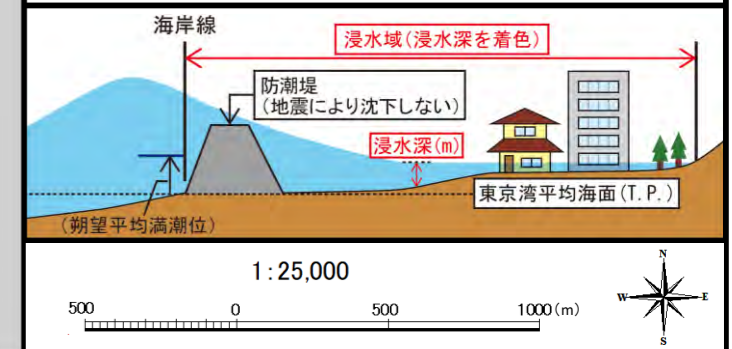 海岸線
浸水域(浸水深を着色)
防潮堤
(地震により沈下しない)
浸水深(m)
東京湾平均海面(T.P.)
(朔望平均満潮位)
1:25,000
500 0 500 1000(m)
N
W E
S